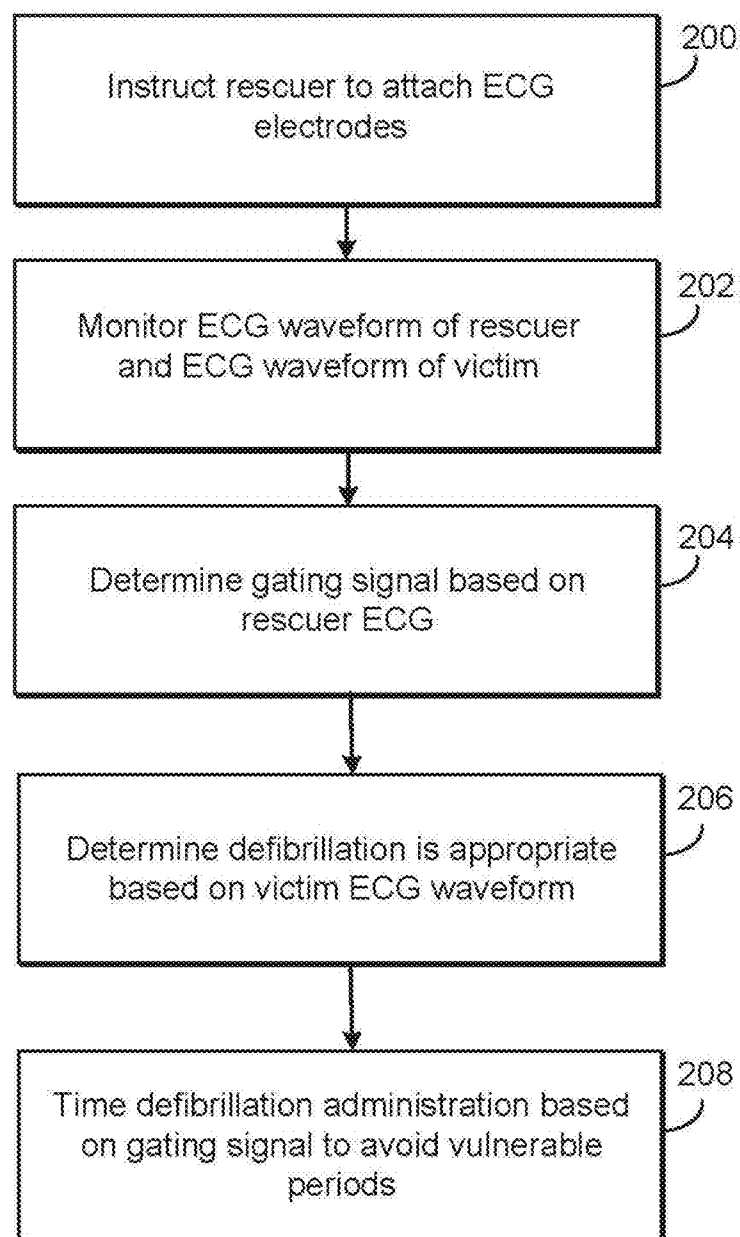 200
Instruct rescuer to attach ECG
electrodes
202
Monitor ECG waveform of rescuer
and ECG waveform of victim
204
Determine gating signal based on
rescuer ECG
206
Determine defibrillation is appropriate
based on victim ECG waveform
208
Time defibrillation administration based
on gating signal to avoid vulnerable
periods